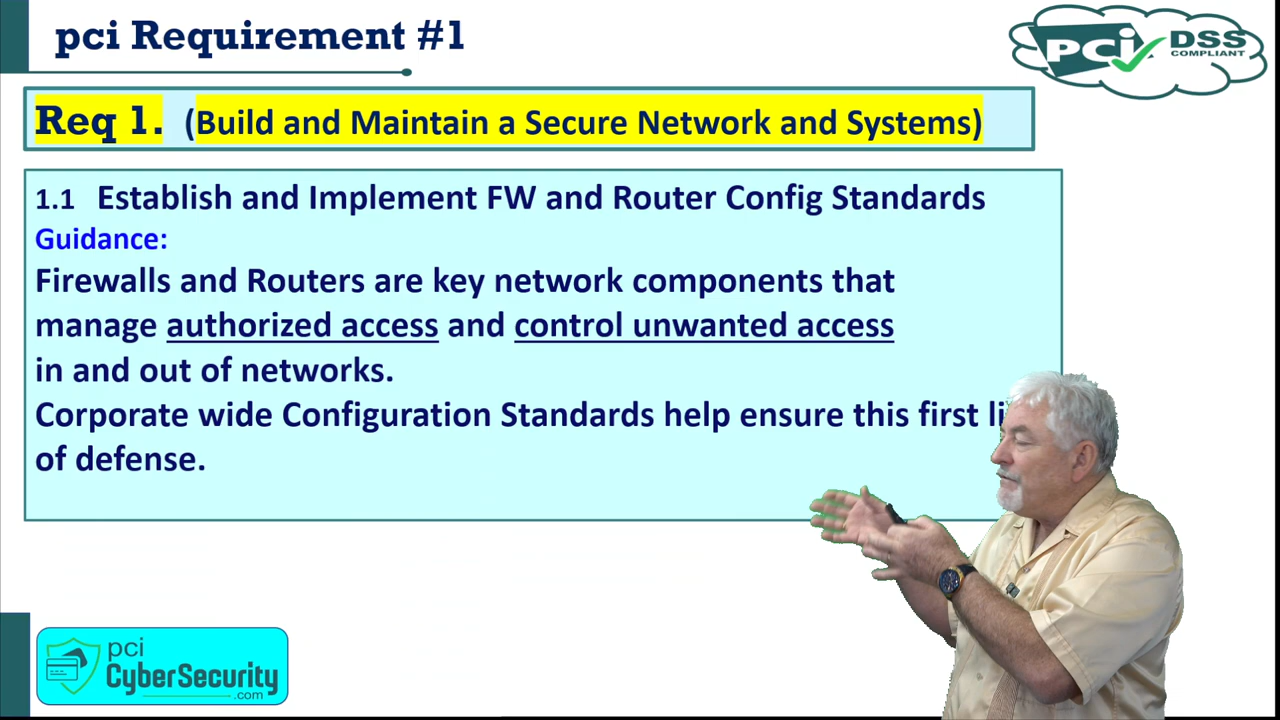 pci Requirement #1
PCi DSS
COMPLIANT
Req 1. (Build and Maintain a Secure Network and Systems)
1.1 Establish and Implement FW and Router Config Standards
Guidance:
Firewalls and Routers are key network components that
manage authorized access and control unwanted access
in and out of networks.
Corporate wide Configuration Standards help ensure this first
of defense.
pci
CyberSecurity
.com